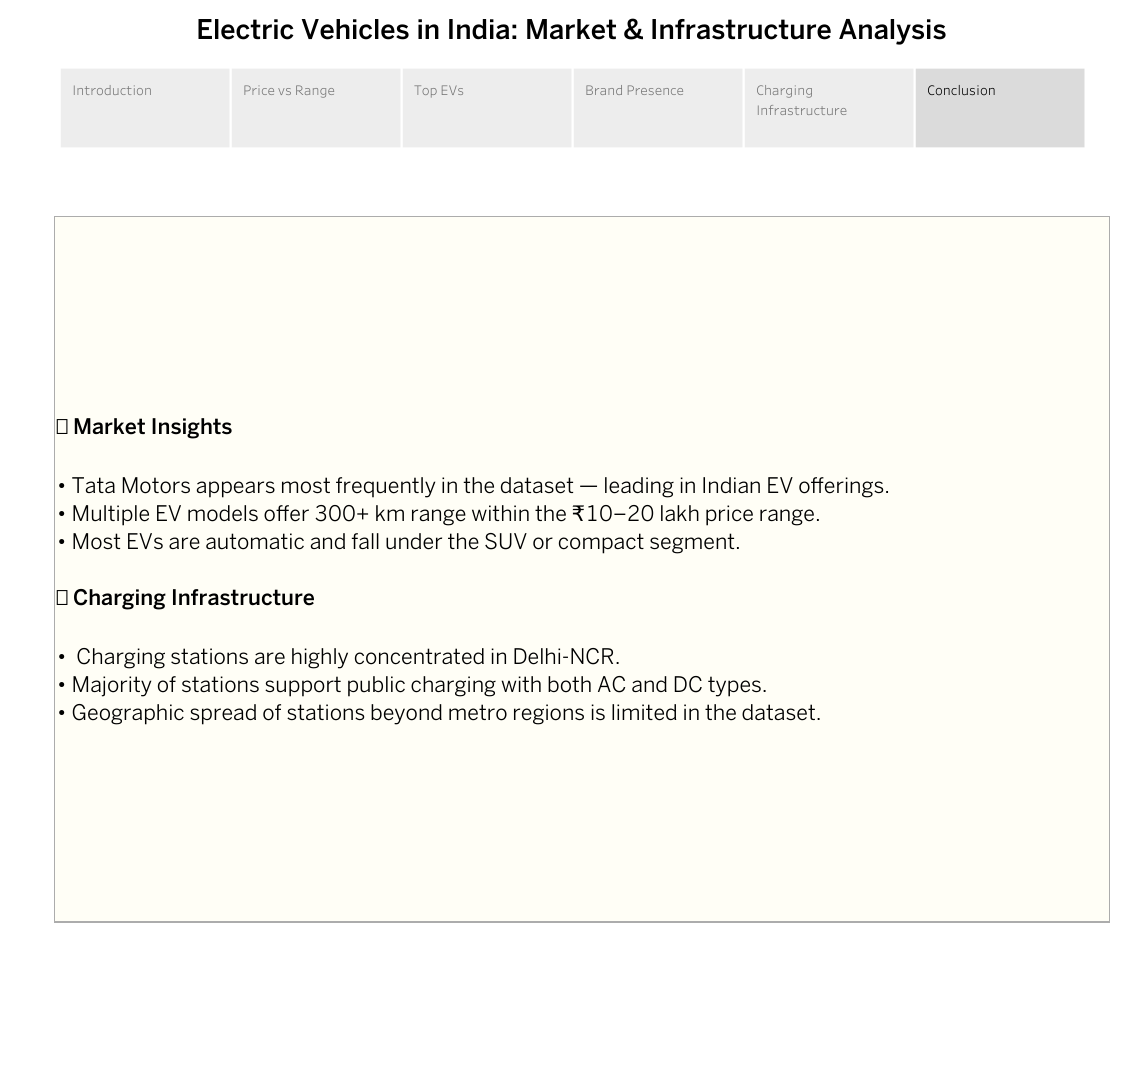 Electric Vehicles in India: Market & Infrastructure Analysis
Introduction
Price vs Range
Top EVs
Brand Presence
Charging
Infrastructure
Conclusion
Market Insights
• Tata Motors appears most frequently in the dataset — leading in Indian EV offerings.
• Multiple EV models offer 300+ km range within the ₹10–20 lakh price range.
• Most EVs are automatic and fall under the SUV or compact segment.
Charging Infrastructure
•  Charging stations are highly concentrated in Delhi-NCR.
• Majority of stations support public charging with both AC and DC types.
• Geographic spread of stations beyond metro regions is limited in the dataset.